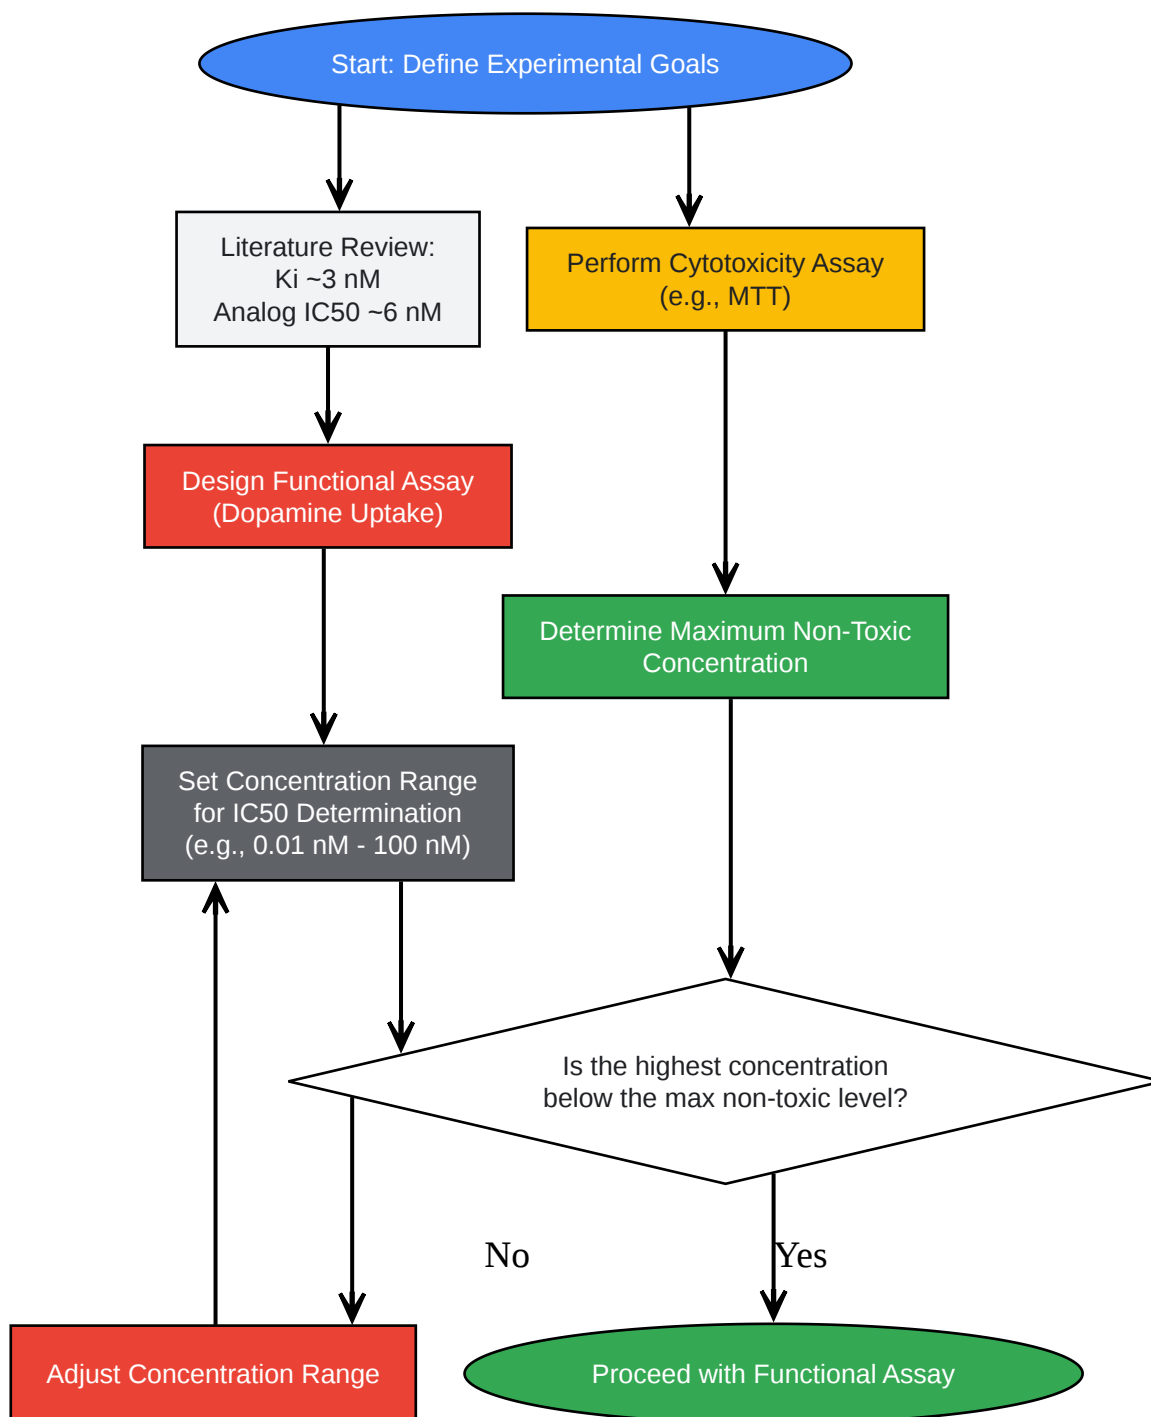 Start: Define Experimental Goals
Literature Review:
Ki ~3 nM
Analog IC50 ~6 nM
Perform Cytotoxicity Assay
(e.g., MTT)
Design Functional Assay
(Dopamine Uptake)
Determine Maximum Non-Toxic
Concentration
Set Concentration Range
for IC50 Determination
(e.g., 0.01 nM - 100 nM)
Is the highest concentration
below the max non-toxic level?
No
Yes
Adjust Concentration Range
Proceed with Functional Assay